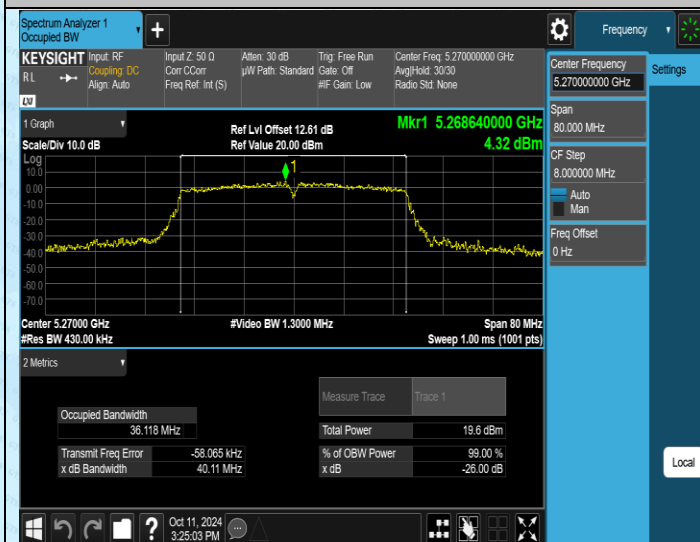 Spectrum Analyzer 1
Occupied BW
+
Frequency
KEYSIGHT
RL
LXI
Input: RF
Coupling: DC
Align: Auto
Input Z: 50 Ω
Corr CCorr
Freq Ref: Int (S)
Atten: 30 dB
µW Path: Standard
Trig: Free Run
Gate: Off
#IF Gain: Low
Center Freq: 5.270000000 GHz
Avg|Hold: 30/30
Radio Std: None
1 Graph
Scale/Div 10.0 dB
Ref Lvl Offset 12.61 dB
Ref Value 20.00 dBm
Mkr1 5.268640000 GHz
4.32 dBm
Log
10.0
0.00
-10.0
-20.0
-30.0
-40.0
-50.0
-60.0
-70.0
1
Center 5.27000 GHz
#Res BW 430.00 kHz
#Video BW 1.3000 MHz
Span 80 MHz
Sweep 1.00 ms (1001 pts)
2 Metrics
Measure Trace
Trace 1
Occupied Bandwidth
36.118 MHz
Total Power
19.6 dBm
Transmit Freq Error
-58.065 kHz
% of OBW Power
99.00 %
x dB Bandwidth
40.11 MHz
x dB
-26.00 dB
Center Frequency
5.270000000 GHz
Span
80.000 MHz
CF Step
8.000000 MHz
Auto
Man
Freq Offset
0 Hz
Settings
Local
?
Oct 11, 2024
3:25:03 PM